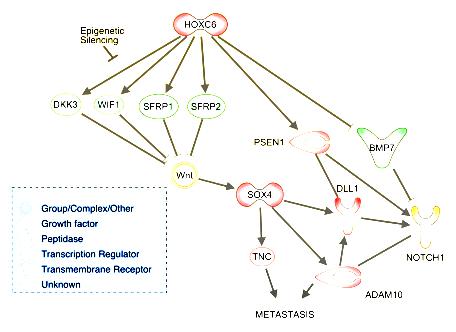 HOXC6
Epigenetic
Silencing
DKK3
WIF1
SFRP1
SFRP2
PSEN1
BMP7
Wnt
SOX4
DLL1
NOTCH1
TNC
ADAM10
METASTASIS
Group/Complex/Other
Growth factor
Peptidase
Transcription Regulator
Transmembrane Receptor
Unknown